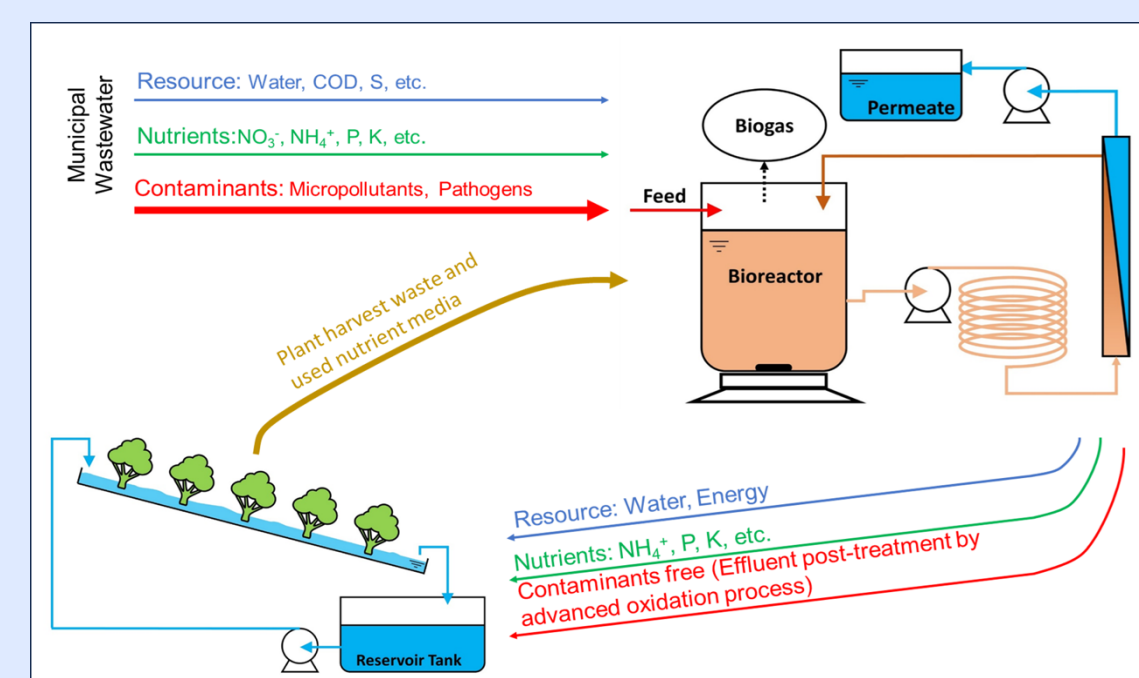 Municipal
Wastewater
Resource: Water, COD, S, etc.
Nutrients:NO₃⁻, NH₄⁺, P, K, etc.
Contaminants: Micropollutants, Pathogens
Feed
Biogas
Permeate
Bioreactor
Plant harvest waste and
used nutrient media
Resource: Water, Energy
Nutrients: NH₄⁺, P, K, etc.
Contaminants free (Effluent post-treatment by
advanced oxidation process)
Reservoir Tank